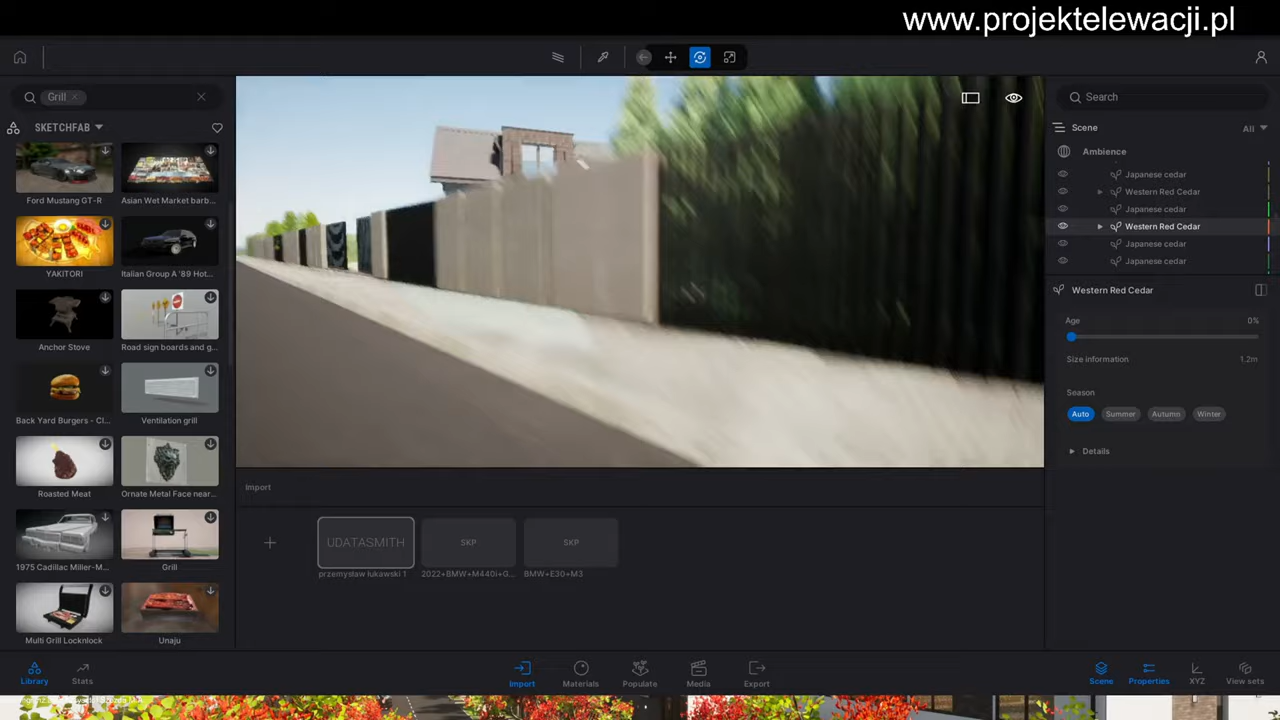 www.projektelewacji.pl
Grill
Search
SKETCHFAB
Scene
All
Ambience
Japanese cedar
Western Red Cedar
Japanese cedar
Western Red Cedar
Japanese cedar
Japanese cedar
Ford Mustang GT-R
Asian Wet Market barb...
YAKITORI
Italian Group A '89 Hot...
Anchor Stove
Road sign boards and g...
Back Yard Burgers - Cl...
Ventilation grill
Roasted Meat
Ornate Metal Face near...
1975 Cadillac Miller-M...
Grill
Multi Grill Locknlock
Unaju
Western Red Cedar
Age
0%
Size information
1.2m
Season
Auto
Summer
Autumn
Winter
Details
Import
UDATASMITH
SKP
SKP
przemysław łukawski 1
2022+BMW+M440i+G...
BMW+E30+M3
Library
Stats
Import
Materials
Populate
Media
Export
Scene
Properties
XYZ
View sets